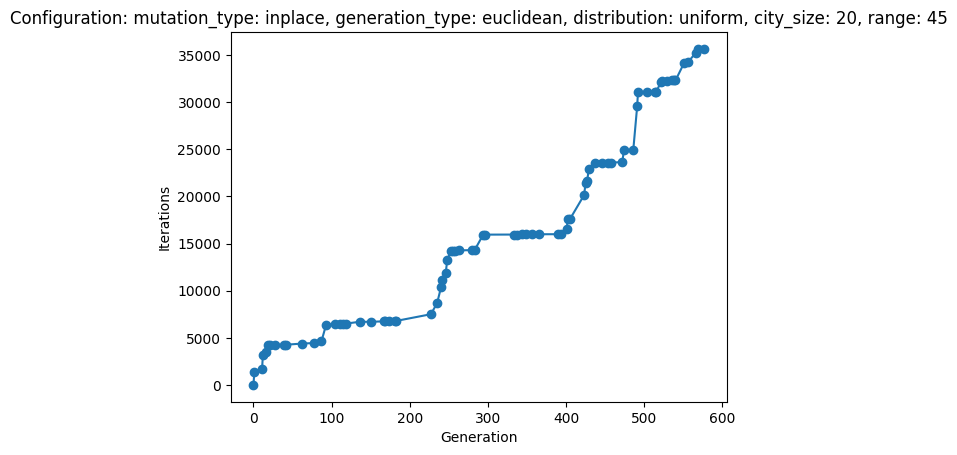 Configuration: mutation_type: inplace, generation_type: euclidean, distribution: uniform, city_size: 20, range: 45
35000
30000
25000
20000
15000
10000
5000
0
Iterations
0 100 200 300 400 500 600
Generation